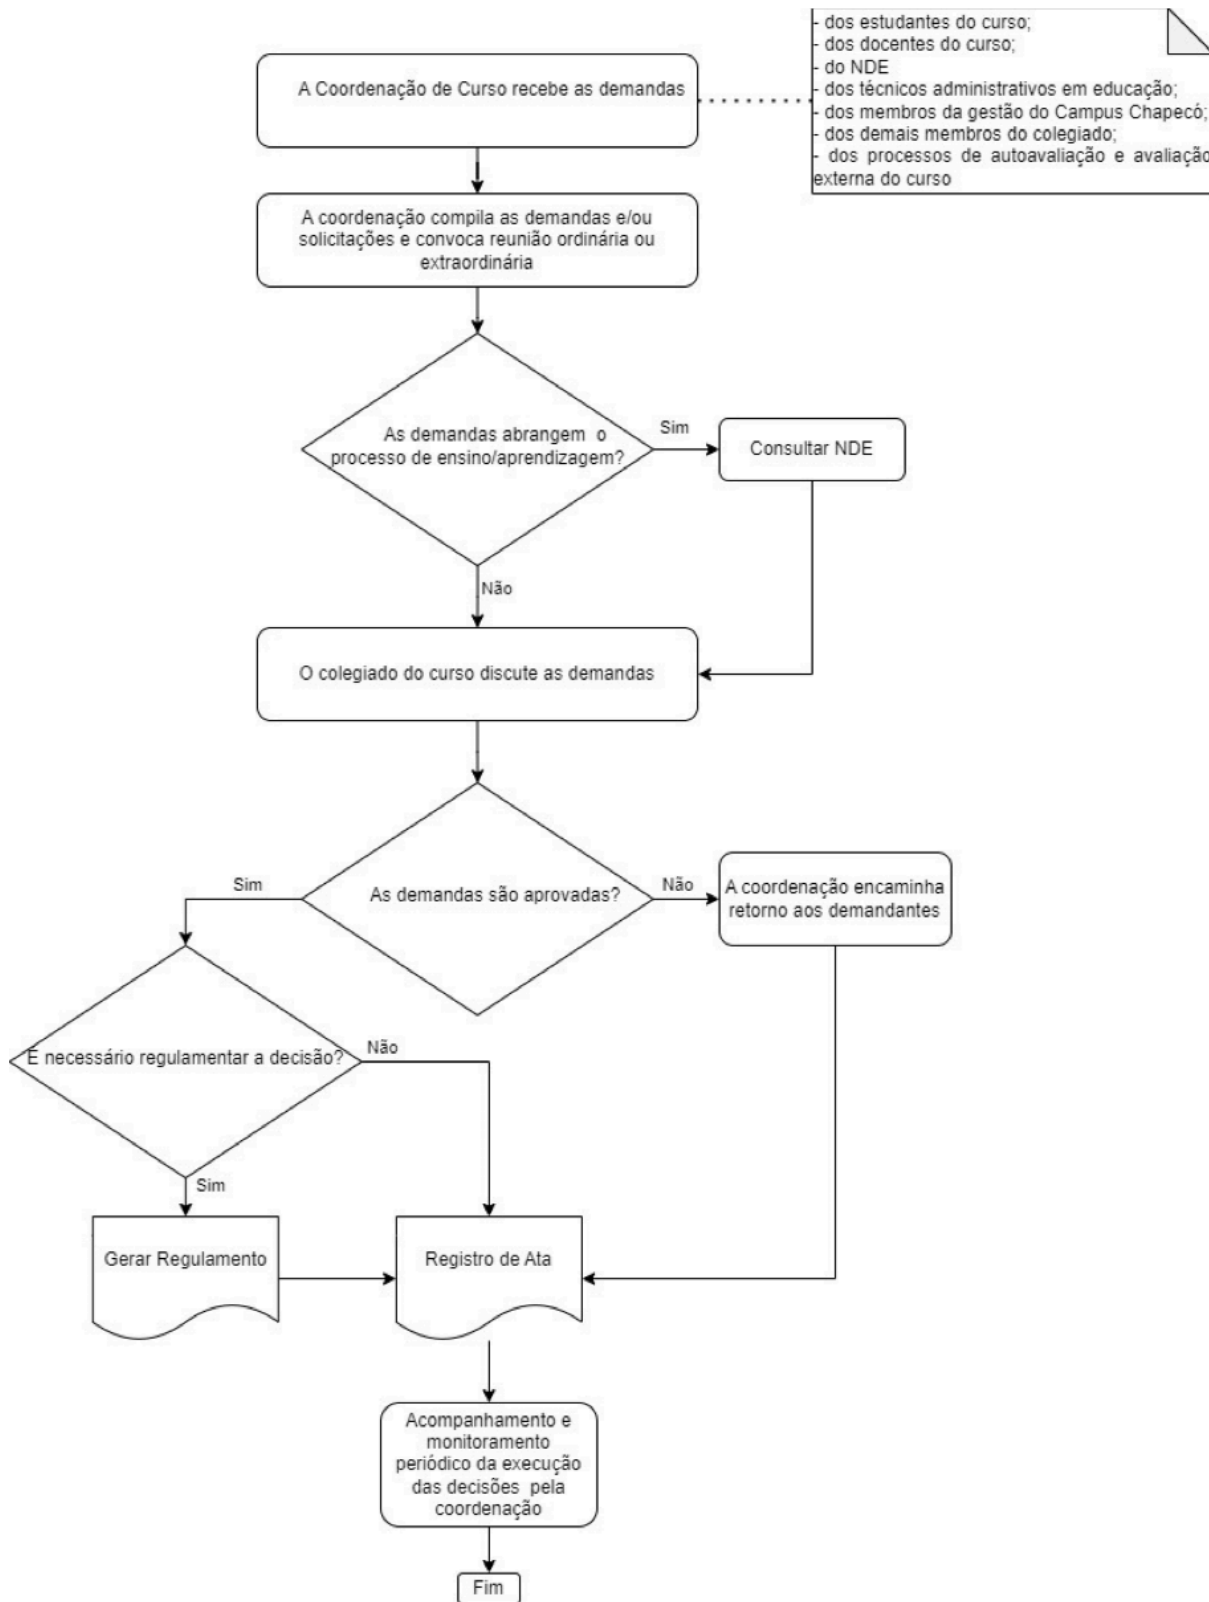 - dos estudantes do curso;
- dos docentes do curso;
- do NDE
- dos técnicos administrativos em educação;
- dos membros da gestão do Campus Chapecó;
- dos demais membros do colegiado;
- dos processos de autoavaliação e avaliação
externa do curso
A Coordenação de Curso recebe as demandas
A coordenação compila as demandas e/ou
solicitações e convoca reunião ordinária ou
extraordinária
As demandas abrangem o
processo de ensino/aprendizagem?
Sim
Consultar NDE
Não
O colegiado do curso discute as demandas
As demandas são aprovadas?
Sim
Não
A coordenação encaminha
retorno aos demandantes
É necessário regulamentar a decisão?
Não
Sim
Gerar Regulamento
Registro de Ata
Acompanhamento e
monitoramento
periódico da execução
das decisões pela
coordenação
Fim